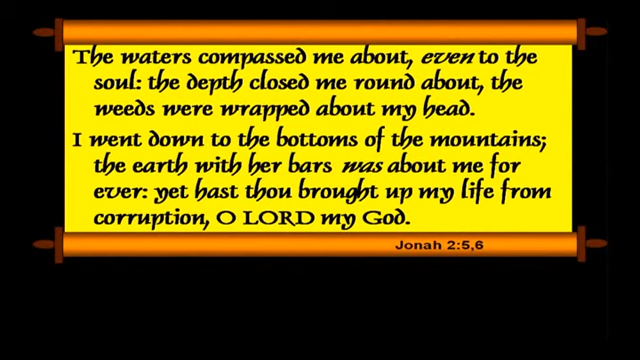 The waters compassed me about, even to the
soul: the depth closed me round about, the
weeds were wrapped about my head.
I went down to the bottoms of the mountains;
the earth with her bars was about me for
ever: yet hast thou brought up my life from
corruption, O LORD my God.
Jonah 2:5,6